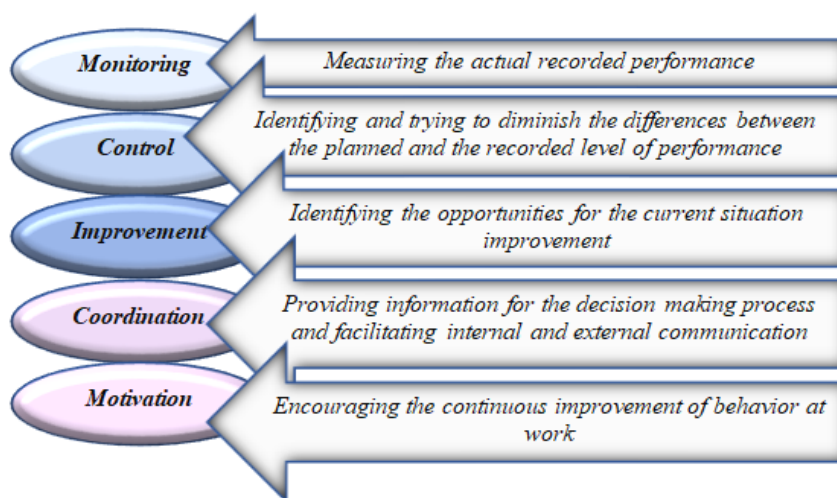 Monitoring
Measuring the actual recorded performance
Control
Identifying and trying to diminish the differences between
the planned and the recorded level of performance
Improvement
Identifying the opportunities for the current situation
improvement
Coordination
Providing information for the decision making process
and facilitating internal and external communication
Motivation
Encouraging the continuous improvement of behavior at
work